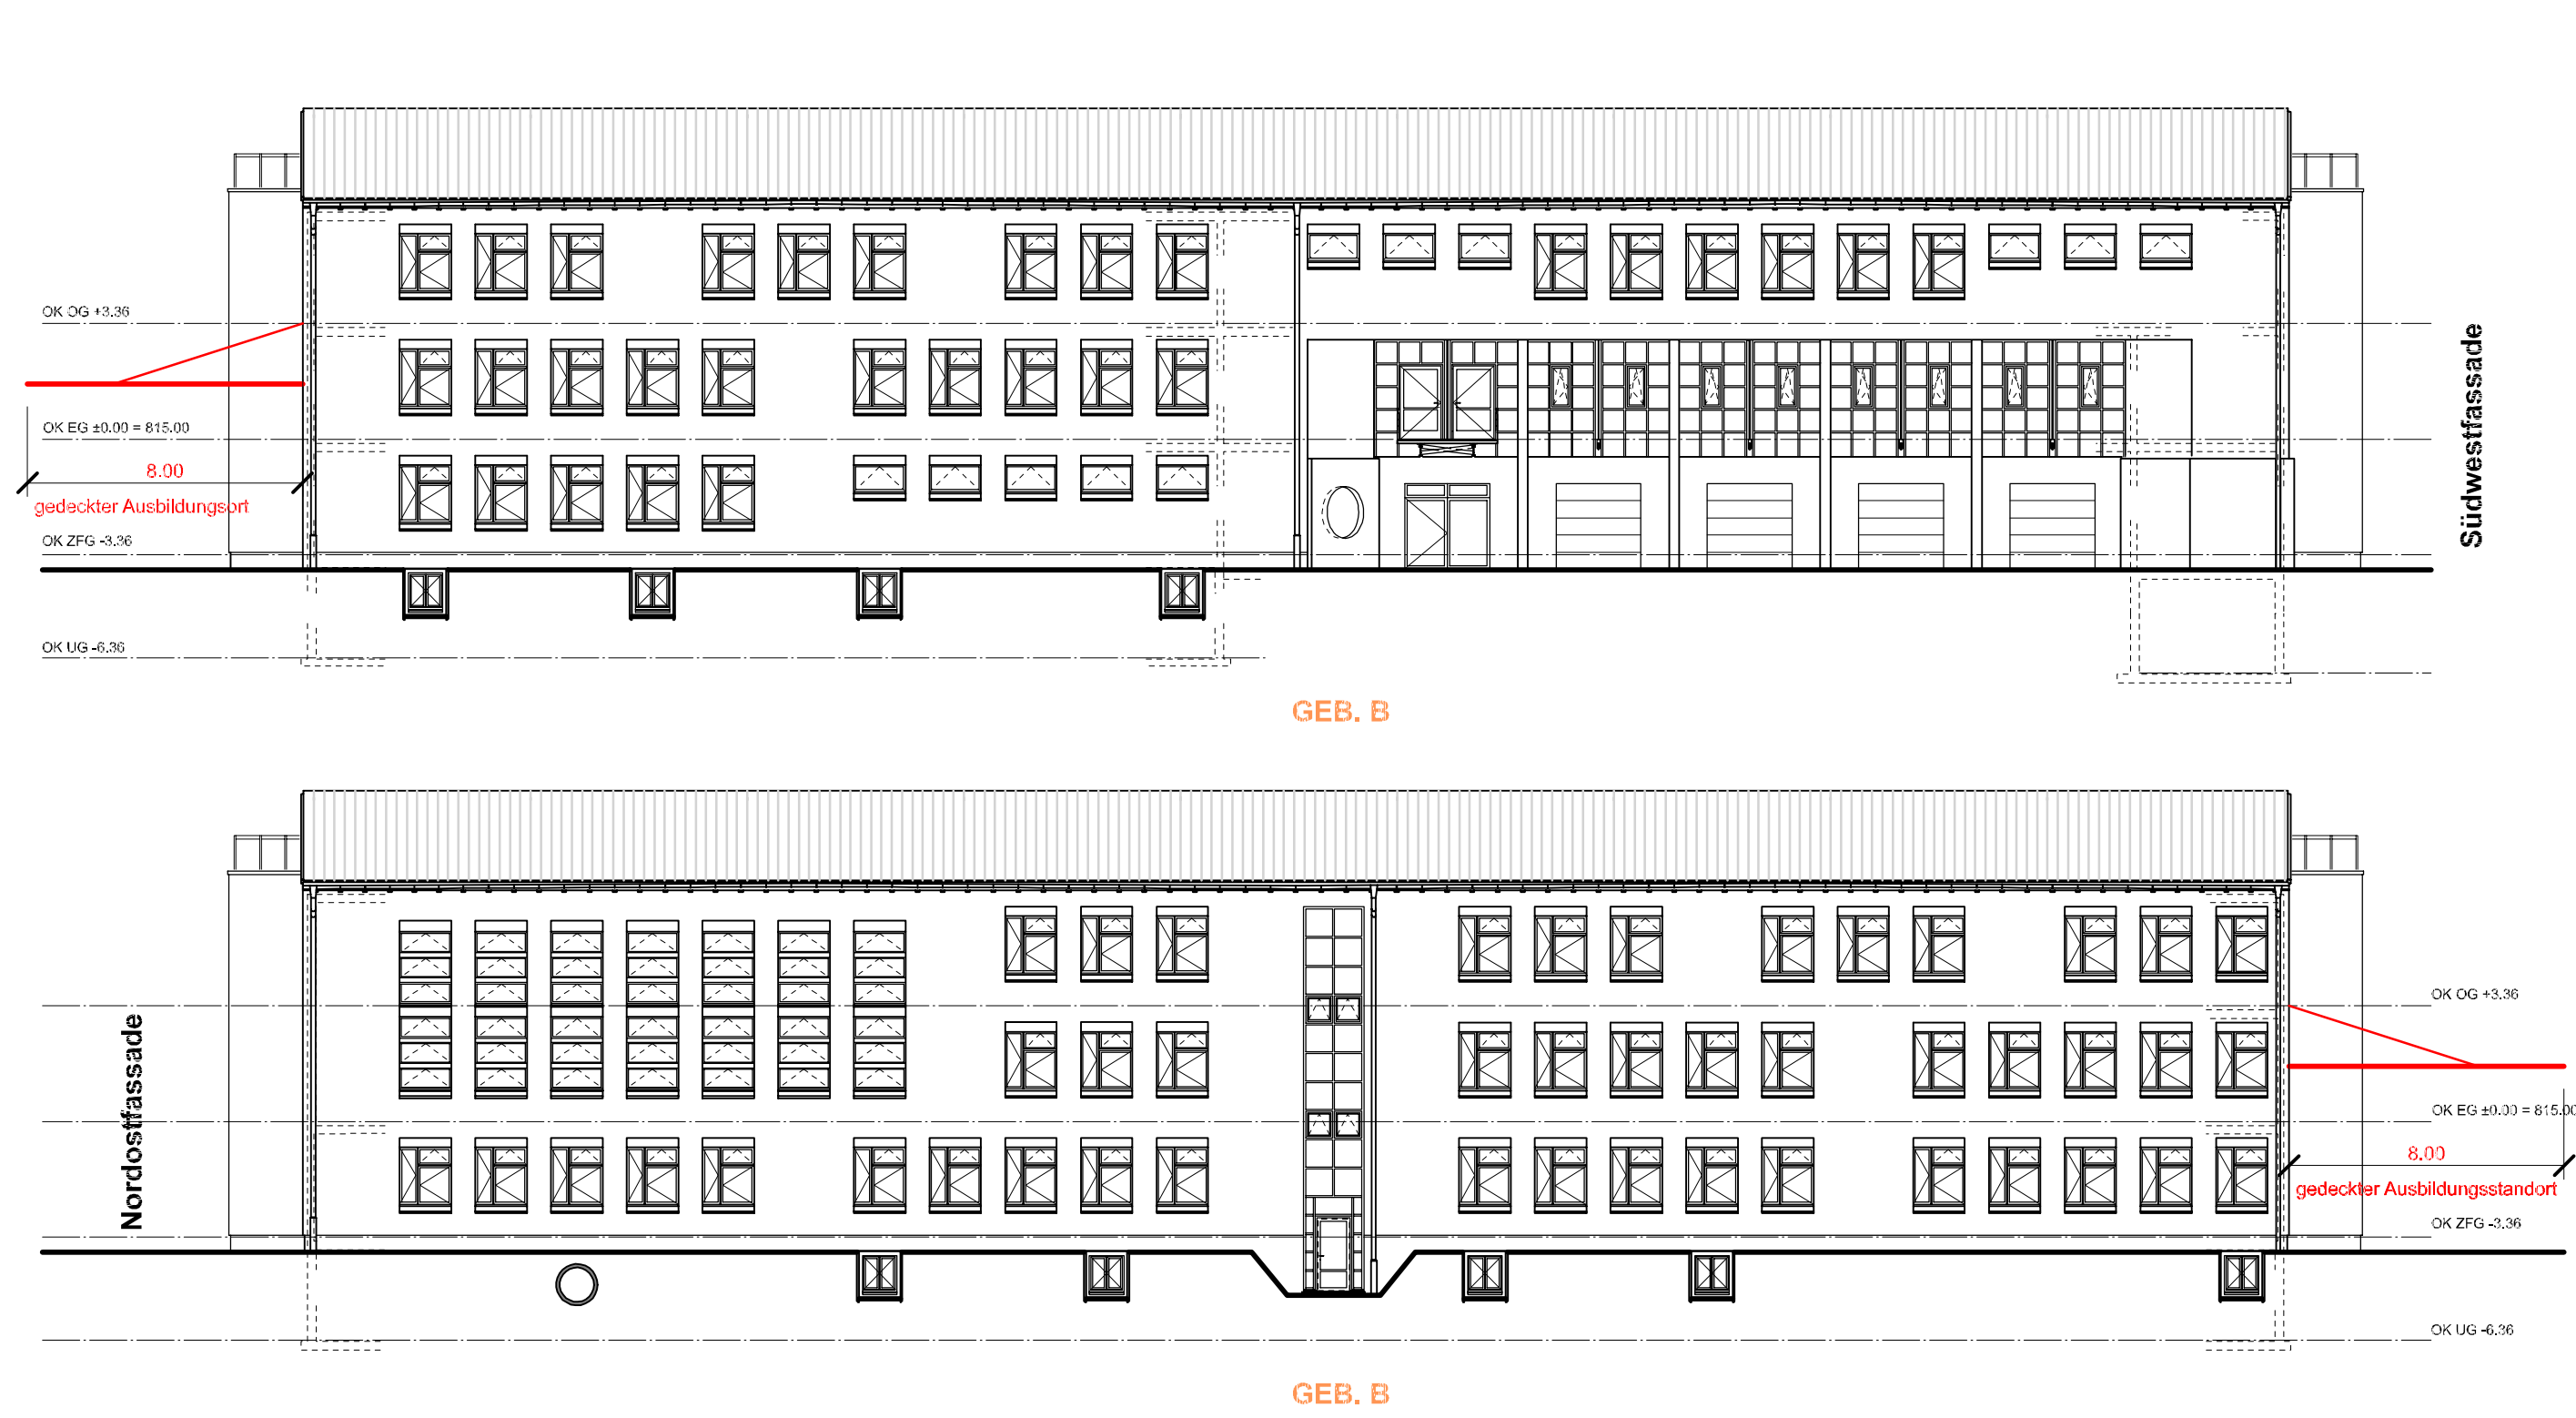 OK OG +3.36
OK EG ±0.00 = 815.00
8.00
gedeckter Ausbildungsort
OK ZFG -3.36
OK UG -6.36
Südwestfassade
GEB. B
Nordostfassade
OK OG +3.36
OK EG ±0.00 = 815.00
8.00
gedeckter Ausbildungsstandort
OK ZFG -3.36
OK UG -6.36
GEB. B